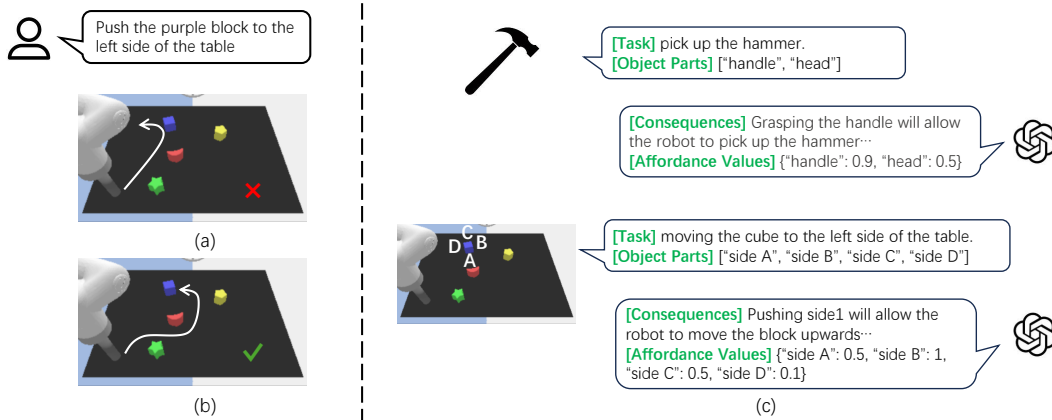 Push the purple block to the
left side of the table
(a)
(b)
[Task] pick up the hammer.
[Object Parts] [“handle”, “head”]
[Consequences] Grasping the handle will allow
the robot to pick up the hammer···
[Affordance Values] {“handle”: 0.9, “head”: 0.5}
C
D
B
A
[Task] moving the cube to the left side of the table.
[Object Parts] [“side A”, “side B”, “side C”, “side D”]
[Consequences] Pushing side1 will allow the
robot to move the block upwards···
[Affordance Values] {“side A”: 0.5, “side B”: 1,
“side C”: 0.5, “side D”: 0.1}
(c)